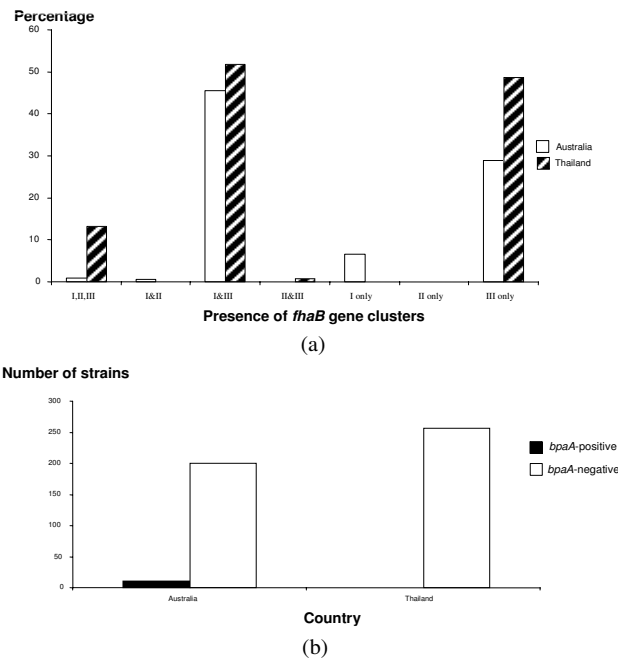 Percentage
60
50
40
30
20
10
0
I,II,III I&II I&III II&III I only II only III only
Australia
Thailand
Presence of fhaB gene clusters
(a)
Number of strains
300
250
200
150
100
50
0
bpaA-positive
bpaA-negative
Australia Thailand
Country
(b)